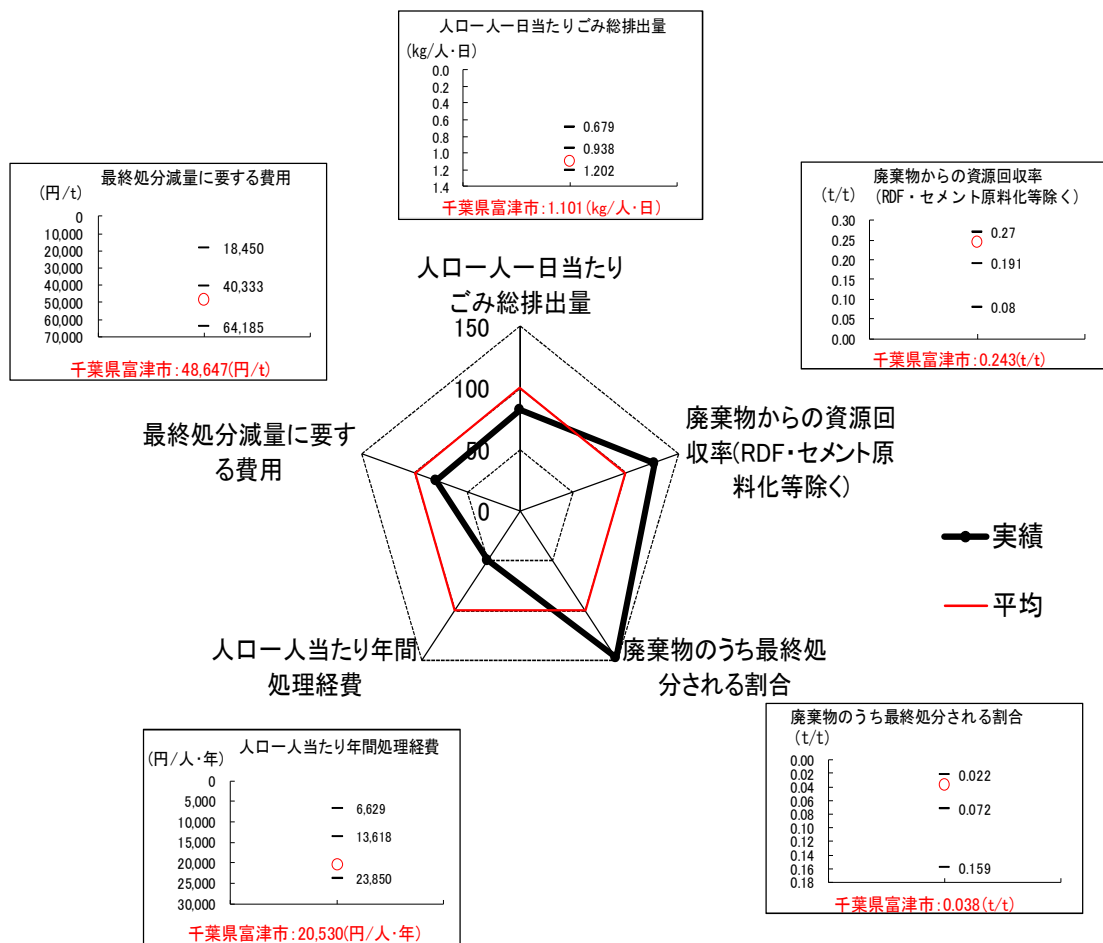 人口一人一日当たりごみ総排出量
(kg/人・日)
0.0
0.2
0.4
0.6
0.8
1.0
1.2
1.4
0.679
0.938
1.202
千葉県富津市:1.101(kg/人・日)
最終処分減量に要する費用
(円/t)
0
10,000
20,000
30,000
40,000
50,000
60,000
70,000
18,450
40,333
64,185
千葉県富津市:48,647(円/t)
廃棄物からの資源回収率
(RDF・セメント原料化等除く)
(t/t)
0.30
0.25
0.20
0.15
0.10
0.05
0.00
0.27
0.191
0.08
千葉県富津市:0.243(t/t)
人口一人一日当たり
ごみ総排出量
150
100
50
0
最終処分減量に要す
る費用
廃棄物からの資源回
収率(RDF・セメント原
料化等除く)
実績
平均
人口一人当たり年間
処理経費
廃棄物のうち最終処
分される割合
人口一人当たり年間処理経費
(円/人・年)
0
5,000
10,000
15,000
20,000
25,000
30,000
6,629
13,618
23,850
千葉県富津市:20,530(円/人・年)
廃棄物のうち最終処分される割合
(t/t)
0.00
0.02
0.04
0.06
0.08
0.10
0.12
0.14
0.16
0.18
0.022
0.072
0.159
千葉県富津市:0.038(t/t)